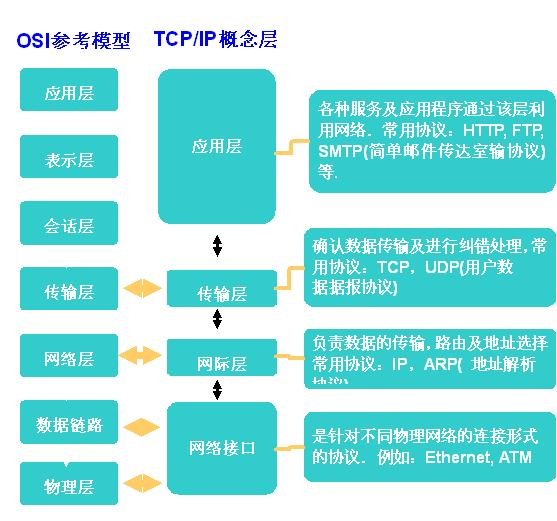 OSI参考模型
TCP/IP概念层
应用层
表示层
会话层
传输层
网络层
数据链路
物理层
应用层
传输层
网际层
网络接口
各种服务及应用程序通过该层利
用网络．常用协议：HTTP, FTP,
SMTP(简单邮件传达室输协议)
等.
确认数据传输及进行纠错处理, 常
用协议：TCP，UDP(用户数
据据报协议)
负责数据的传输, 路由及地址选择
常用协议：IP，ARP( 地址解析
协议)
是针对不同物理网络的连接形式
的协议．例如：Ethernet, ATM